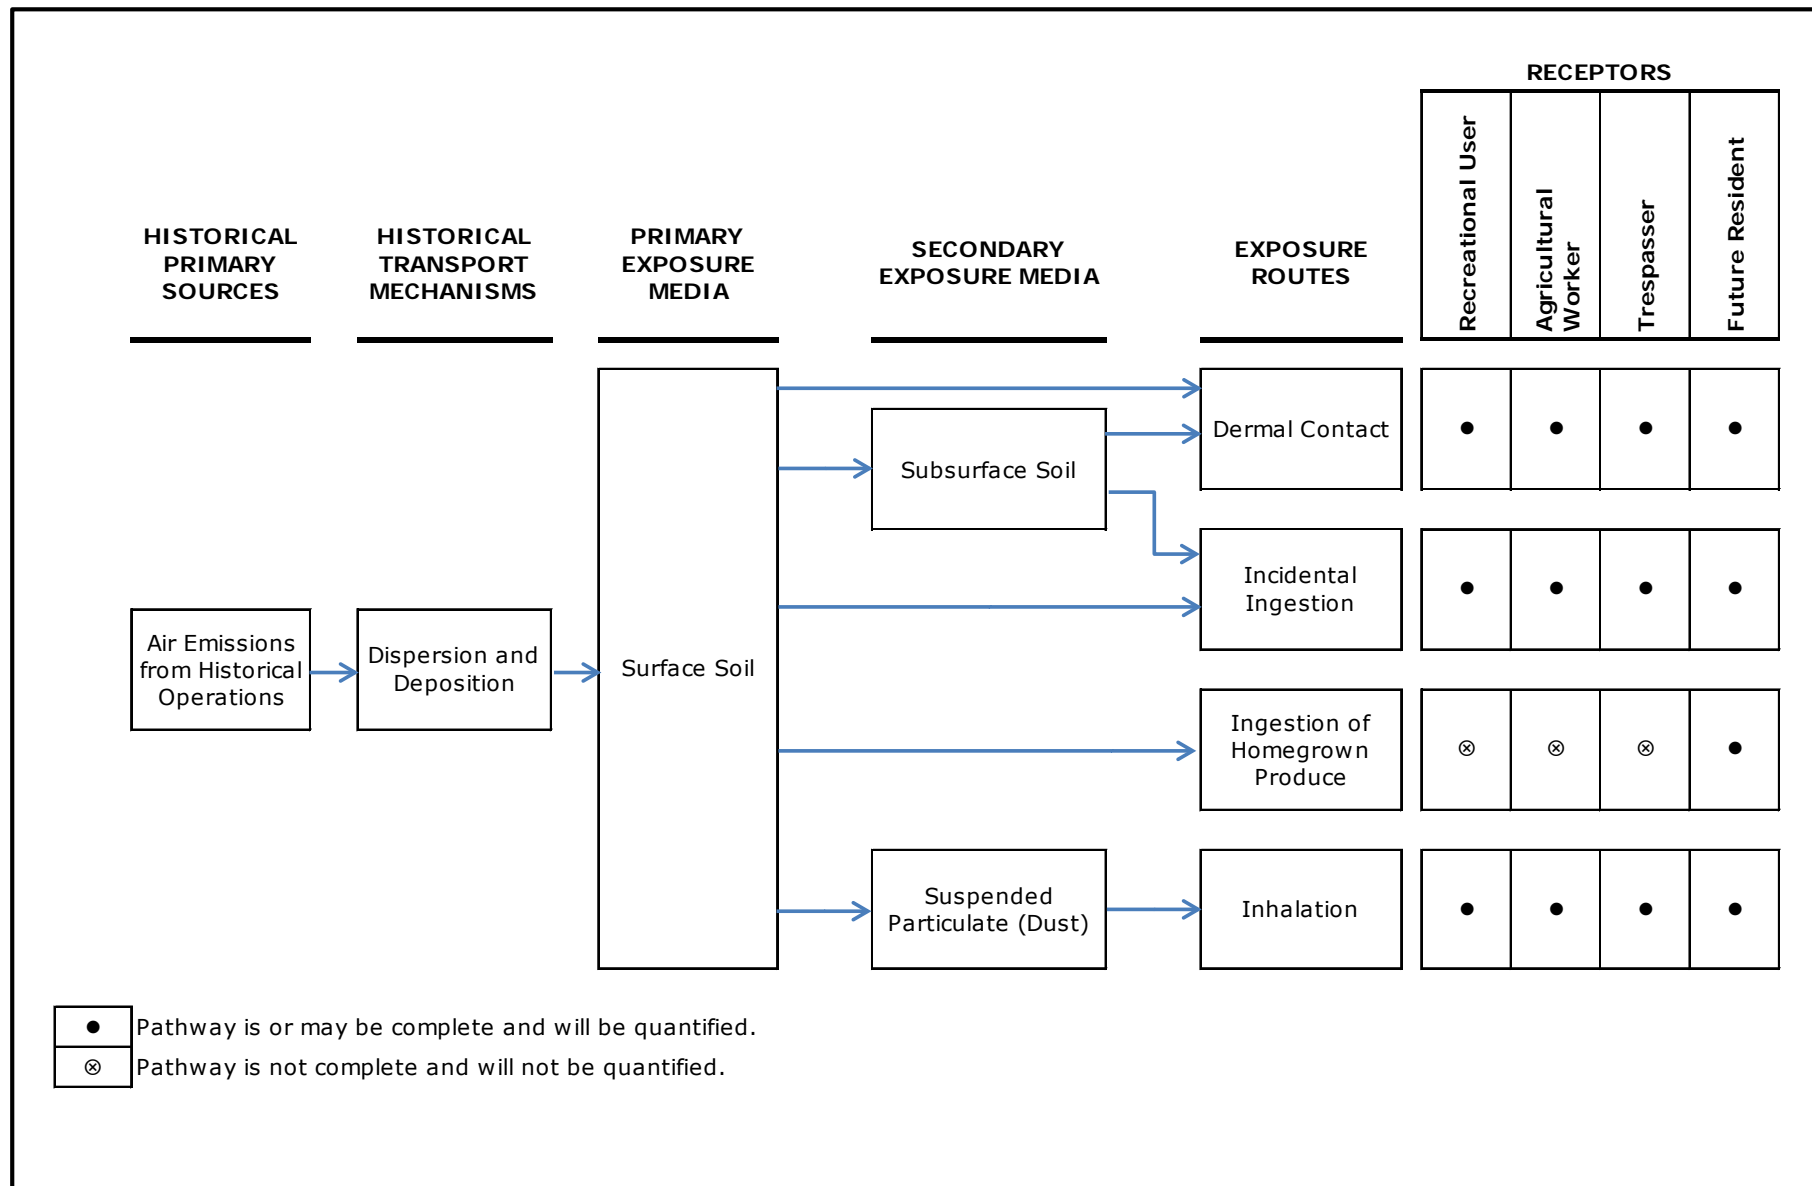 RECEPTORS
Recreational User
Agricultural
Worker
Trespasser
Future Resident
HISTORICAL
PRIMARY
SOURCES
HISTORICAL
TRANSPORT
MECHANISMS
PRIMARY
EXPOSURE
MEDIA
SECONDARY
EXPOSURE MEDIA
EXPOSURE
ROUTES
Air Emissions
from Historical
Operations
Dispersion and
Deposition
Surface Soil
Subsurface Soil
Suspended
Particulate (Dust)
Dermal Contact
● ● ● ●
Incidental
Ingestion
● ● ● ●
Ingestion of
Homegrown
Produce
⊗ ⊗ ⊗ ●
Inhalation
● ● ● ●
● Pathway is or may be complete and will be quantified.
⊗ Pathway is not complete and will not be quantified.